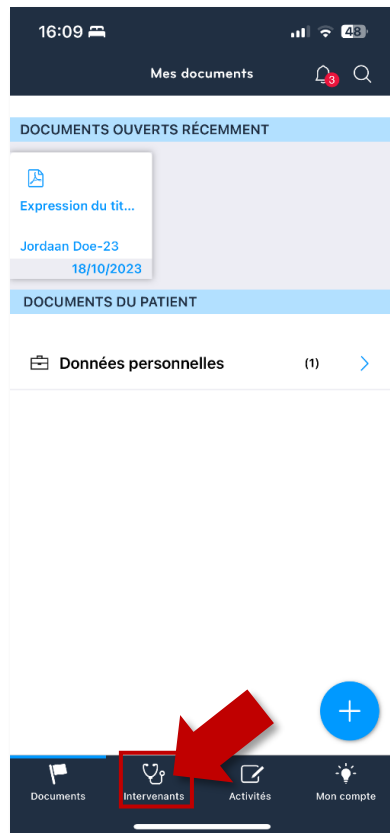 16:09
48
Mes documents
3
DOCUMENTS OUVERTS RÉCEMMENT
Expression du tit...
Jordaan Doe-23
18/10/2023
DOCUMENTS DU PATIENT
Données personnelles (1)
Documents Intervenants Activités Mon compte